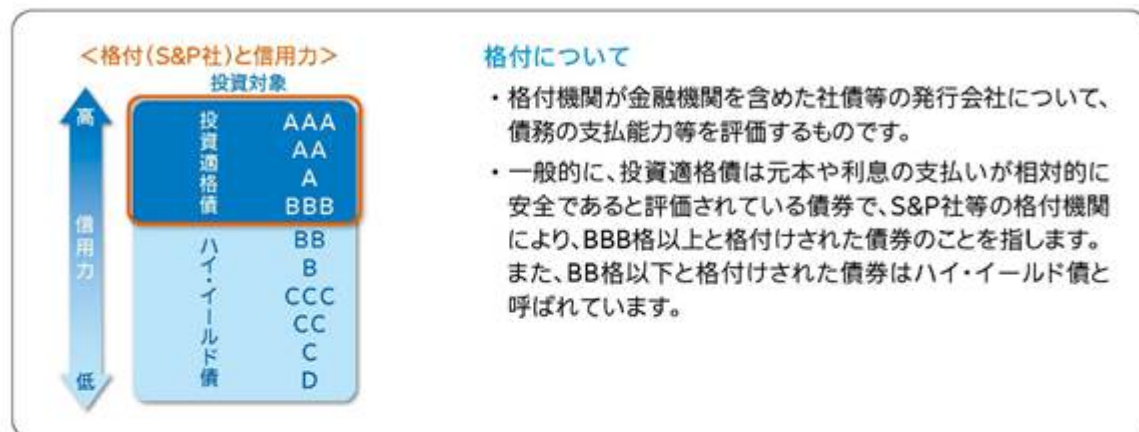 <格付(S&P社)と信用力>
投資対象
高
信用力
低
投資適格債
AAA
AA
A
BBB
ハイ・イールド債
BB
B
CCC
CC
C
D
格付について
・格付機関が金融機関を含めた社債等の発行会社について、
債務の支払能力等を評価するものです。
・一般的に、投資適格債は元本や利息の支払いが相対的に
安全であると評価されている債券で、S&P社等の格付機関
により、BBB格以上と格付けされた債券のことを指します。
また、BB格以下と格付けされた債券はハイ・イールド債と
呼ばれています。